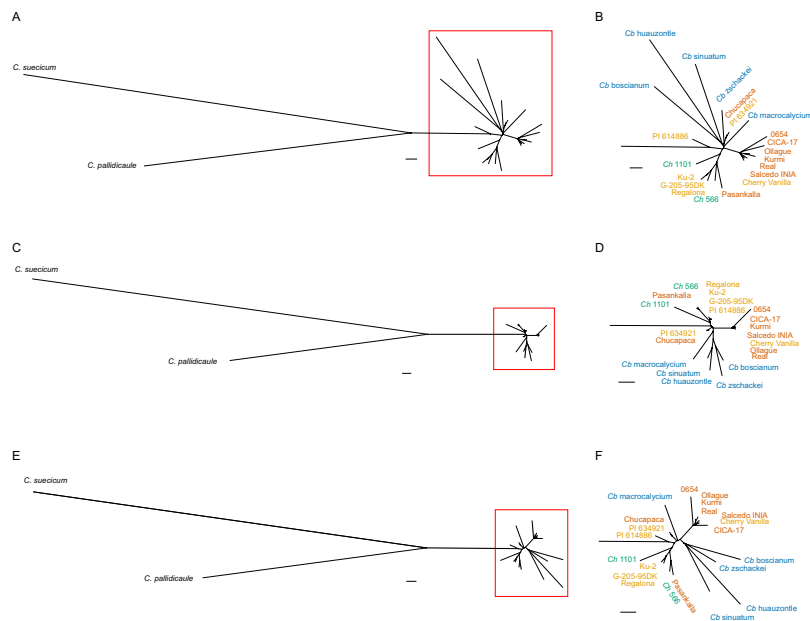 A
C. suecicum
C. pallidicaule
B
Cb huauzontle
Cb sinuatum
Cb zschackei
Cb boscianum
Chucapaca
PI 634921
Cb macrocalycium
PI 614886
0654
CICA-17
Ollague
Kurmi
Real
Salcedo INIA
Cherry Vanilla
Ch 1101
Ku-2
G-205-95DK
Regalona
Ch 566
Pasankalla
C
C. suecicum
C. pallidicaule
D
Ch 566
Regalona
Ku-2
G-205-95DK
PI 614886
Pasankalla
Ch 1101
0654
CICA-17
Kurmi
Salcedo INIA
Cherry Vanilla
Ollague
Real
PI 634921
Chucapaca
Cb macrocalycium
Cb sinuatum
Cb huauzontle
Cb boscianum
Cb zschackei
E
C. suecicum
C. pallidicaule
F
Cb macrocalycium
0654
Ollague
Kurmi
Real
Salcedo INIA
Cherry Vanilla
CICA-17
Chucapaca
PI 634921
PI 614886
Ch 1101
Ku-2
G-205-95DK
Regalona
Ch 566
Pasankalla
Cb boscianum
Cb zschackei
Cb huauzontle
Cb sinuatum